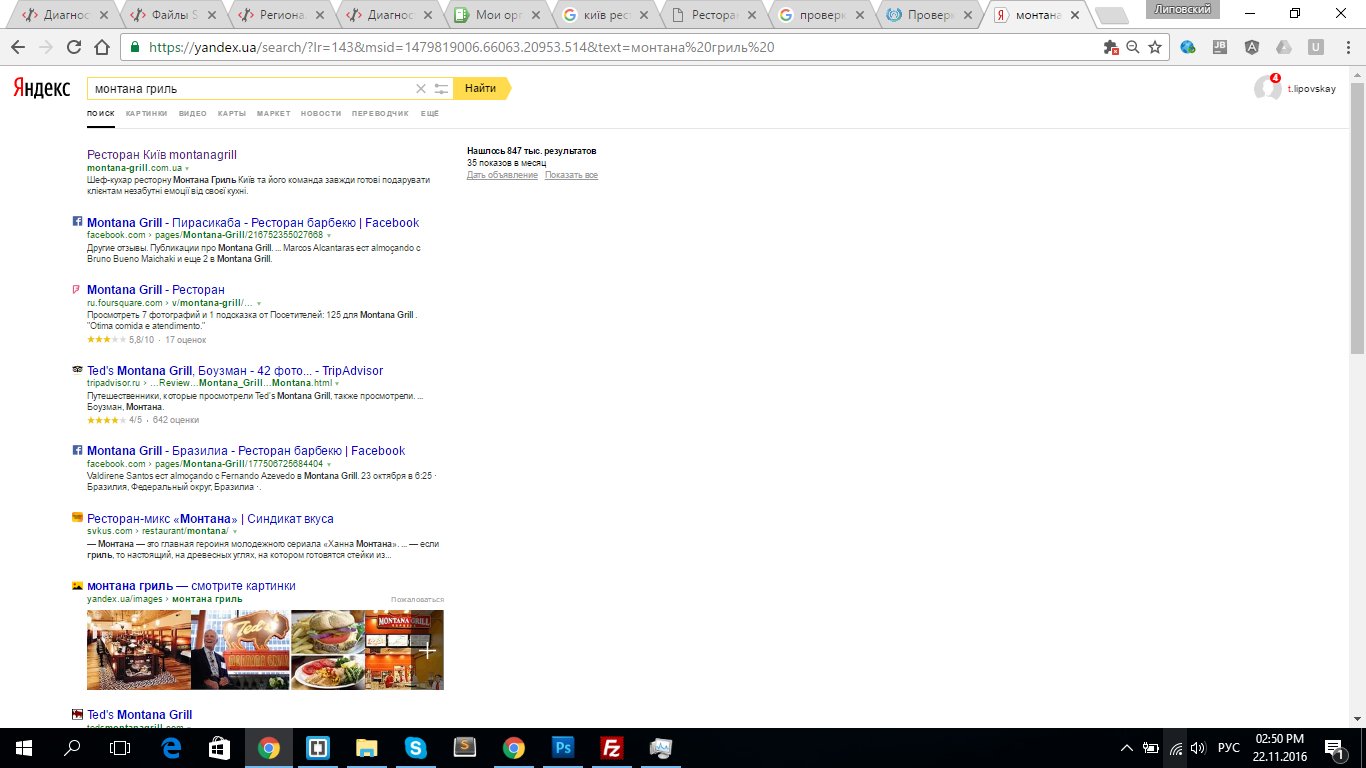 Диагнос
Файлы S
Региона
Диагнос
Мои орг
київ рес
Рестора
проверк
Проверк
монтана
Липовский
https://yandex.ua/search/?lr=143&msid=1479819006.66063.20953.514&text=монтана%20гриль%20
Яндекс
монтана гриль
Найти
4
t.lipovskay
ПОИСК КАРТИНКИ ВИДЕО КАРТЫ МАРКЕТ НОВОСТИ ПЕРЕВОДЧИК ЕЩЁ
Ресторан Київ montanagrill
montana-grill.com.ua
Шеф-кухар ресторну Монтана Гриль Київ та його команда завжди готові подарувати
клієнтам незабутні емоції від своєї кухні.
Нашлось 847 тыс. результатов
35 показов в месяц
Дать объявление Показать все
Montana Grill - Пирасикаба - Ресторан барбекю | Facebook
facebook.com › pages/Montana-Grill/216752355027668
Другие отзывы. Публикации про Montana Grill. ... Marcos Alcantaras ест almoçando с
Bruno Bueno Maichaki и еще 2 в Montana Grill.
Montana Grill - Ресторан
ru.foursquare.com › v/montana-grill/…
Просмотреть 7 фотографий и 1 подсказка от Посетителей: 125 для Montana Grill .
"Otima comida e atendimento."
5,8/10 · 17 оценок
Ted's Montana Grill, Боузман - 42 фото... - TripAdvisor
tripadvisor.ru › …Review…Montana_Grill…Montana.html
Путешественники, которые просмотрели Ted's Montana Grill, также просмотрели. ...
Боузман, Монтана.
4/5 · 642 оценки
Montana Grill - Бразилиа - Ресторан барбекю | Facebook
facebook.com › pages/Montana-Grill/177506725684404
Valdirene Santos ест almoçando с Fernando Azevedo в Montana Grill. 23 октября в 6:25 ·
Бразилия, Федеральный округ, Бразилиа ·.
Ресторан-микс «Монтана» | Синдикат вкуса
svkus.com › restaurant/montana/
— Монтана — это главная героиня молодежного сериала «Ханна Монтана». ... — если
гриль, то настоящий, на древесных углях, на котором готовятся стейки из...
монтана гриль — смотрите картинки
yandex.ua/images › монтана гриль
Пожаловаться
Ted's
MONTANA GRILL
MONTANA GRILL
Ted's Montana Grill
tedsmontanagrill.com
РУС
02:50 PM
22.11.2016
1